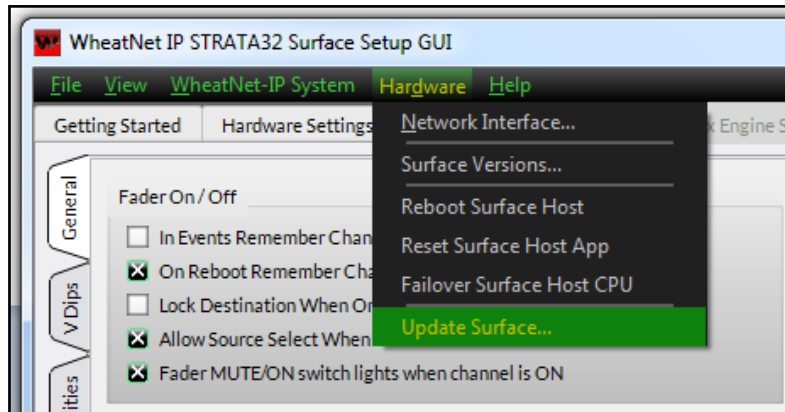 WheatNet IP STRATA32 Surface Setup GUI
File View WheatNet-IP System Hardware Help
Getting Started Hardware Settings Engine S
Network Interface...
Surface Versions...
Reboot Surface Host
Reset Surface Host App
Failover Surface Host CPU
Update Surface...
General
V Dips
ities
Fader On / Off
In Events Remember Chan
On Reboot Remember Cha
Lock Destination When On
Allow Source Select When
Fader MUTE/ON switch lights when channel is ON